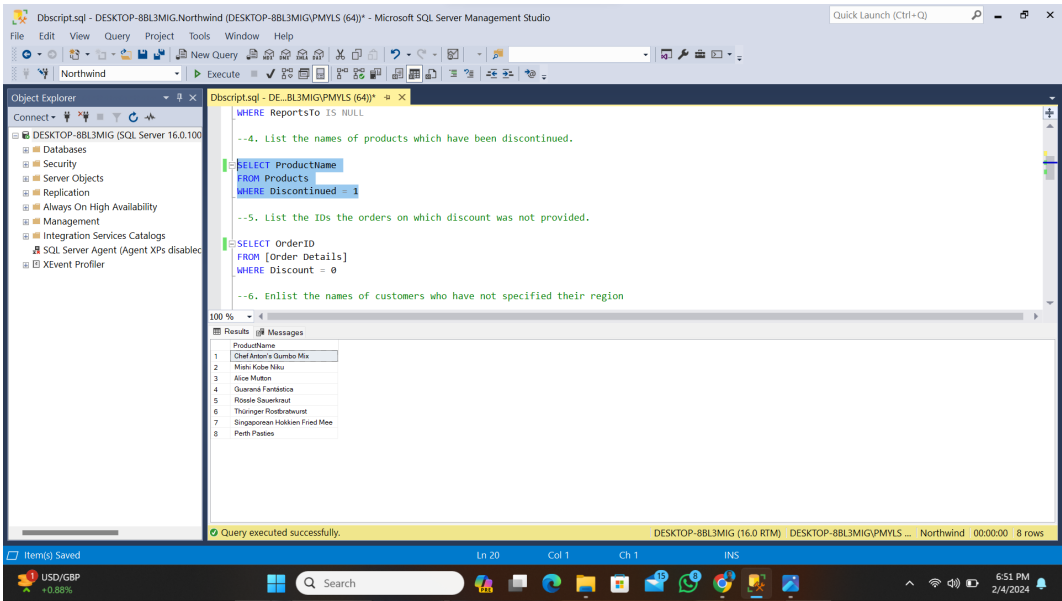 Dbscript.sql - DESKTOP-8BL3MIG.Northwind (DESKTOP-8BL3MIG\PMYLS (64))* - Microsoft SQL Server Management Studio
Quick Launch (Ctrl+Q)
File Edit View Query Project Tools Window Help
New Query
Northwind
Execute
Object Explorer
Dbscript.sql - DE...BL3MIG\PMYLS (64))*
Connect
DESKTOP-8BL3MIG (SQL Server 16.0.100
Databases
Security
Server Objects
Replication
Always On High Availability
Management
Integration Services Catalogs
SQL Server Agent (Agent XPs disabled
XEvent Profiler
WHERE ReportsTo IS NULL
--4. List the names of products which have been discontinued.
SELECT ProductName
FROM Products
WHERE Discontinued = 1
--5. List the IDs the orders on which discount was not provided.
SELECT OrderID
FROM [Order Details]
WHERE Discount = 0
--6. Enlist the names of customers who have not specified their region
100 %
Results Messages
ProductName
1 Chef Anton's Gumbo Mix
2 Mishi Kobe Niku
3 Alice Mutton
4 Guaraná Fantástica
5 Rössle Sauerkraut
6 Thüringer Rostbratwurst
7 Singaporean Hokkien Fried Mee
8 Perth Pasties
Query executed successfully.
DESKTOP-8BL3MIG (16.0 RTM) DESKTOP-8BL3MIG\PMYLS ... Northwind 00:00:00 8 rows
Item(s) Saved
Ln 20 Col 1 Ch 1 INS
1
USD/GBP
+0.88%
Search
PRE
15
8
6:51 PM
2/4/2024